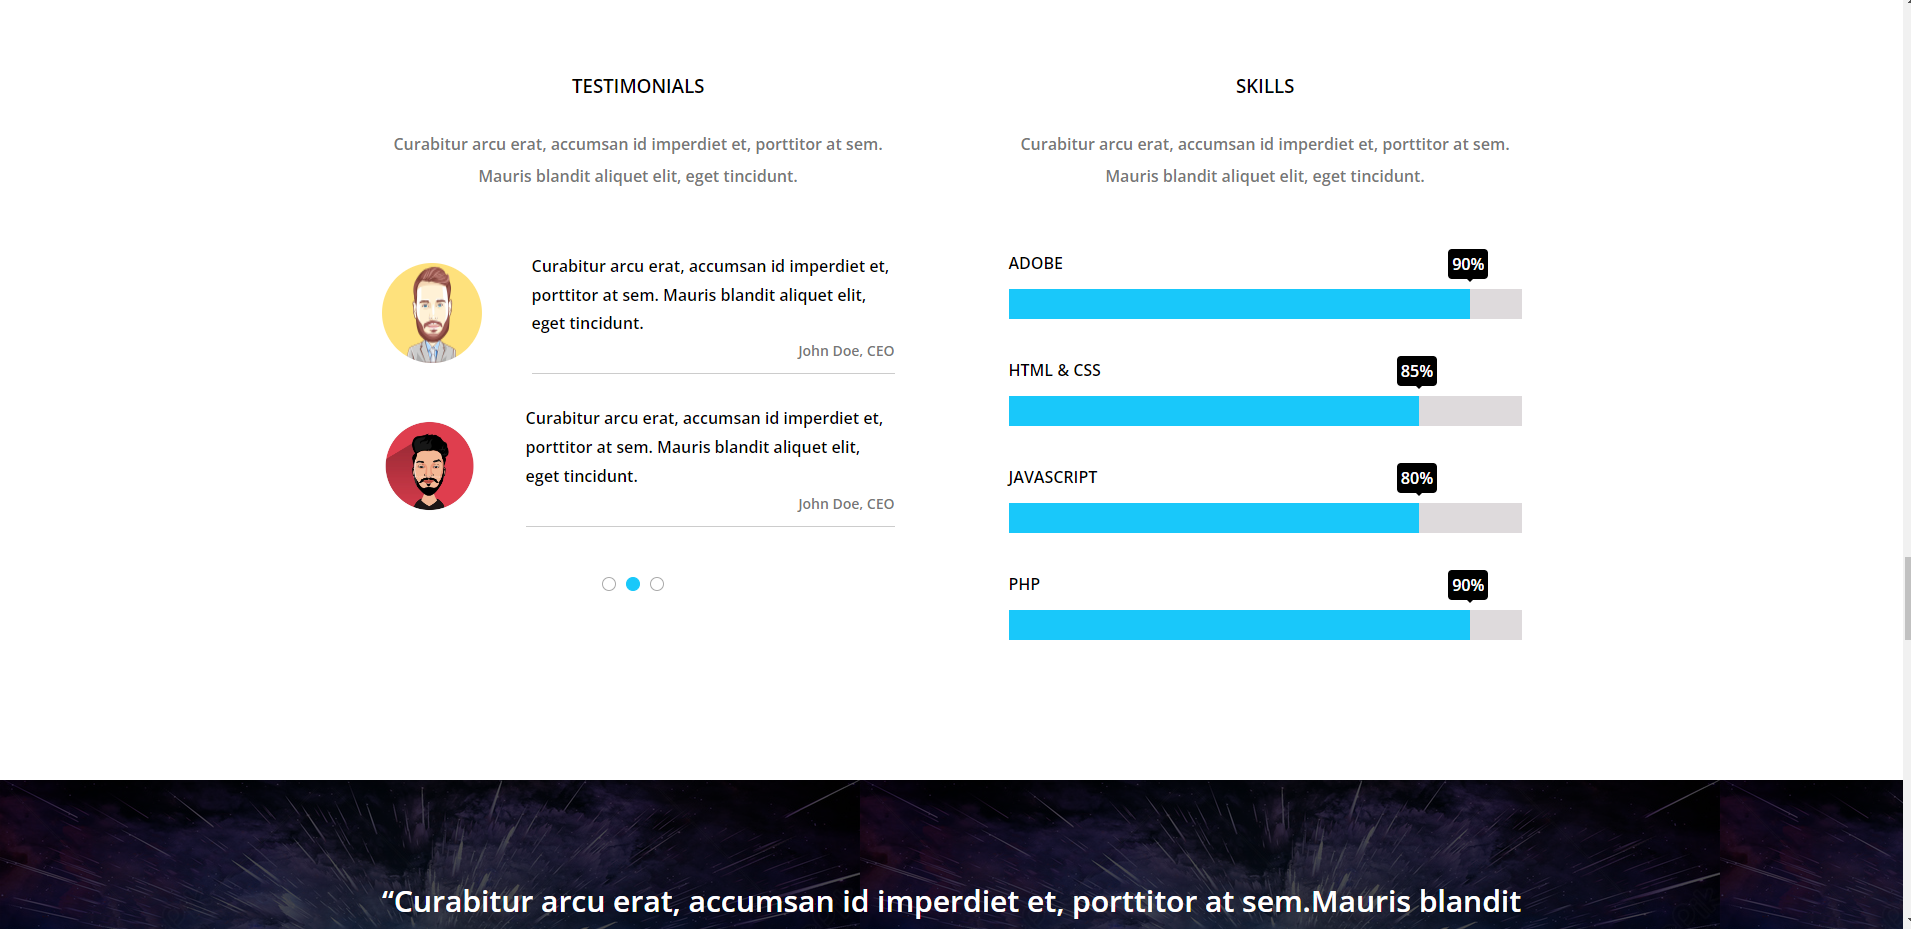 TESTIMONIALS
Curabitur arcu erat, accumsan id imperdiet et, porttitor at sem.
Mauris blandit aliquet elit, eget tincidunt.
Curabitur arcu erat, accumsan id imperdiet et,
porttitor at sem. Mauris blandit aliquet elit,
eget tincidunt.
John Doe, CEO
Curabitur arcu erat, accumsan id imperdiet et,
porttitor at sem. Mauris blandit aliquet elit,
eget tincidunt.
John Doe, CEO
SKILLS
Curabitur arcu erat, accumsan id imperdiet et, porttitor at sem.
Mauris blandit aliquet elit, eget tincidunt.
ADOBE 90%
HTML & CSS 85%
JAVASCRIPT 80%
PHP 90%
“Curabitur arcu erat, accumsan id imperdiet et, porttitor at sem.Mauris blandit